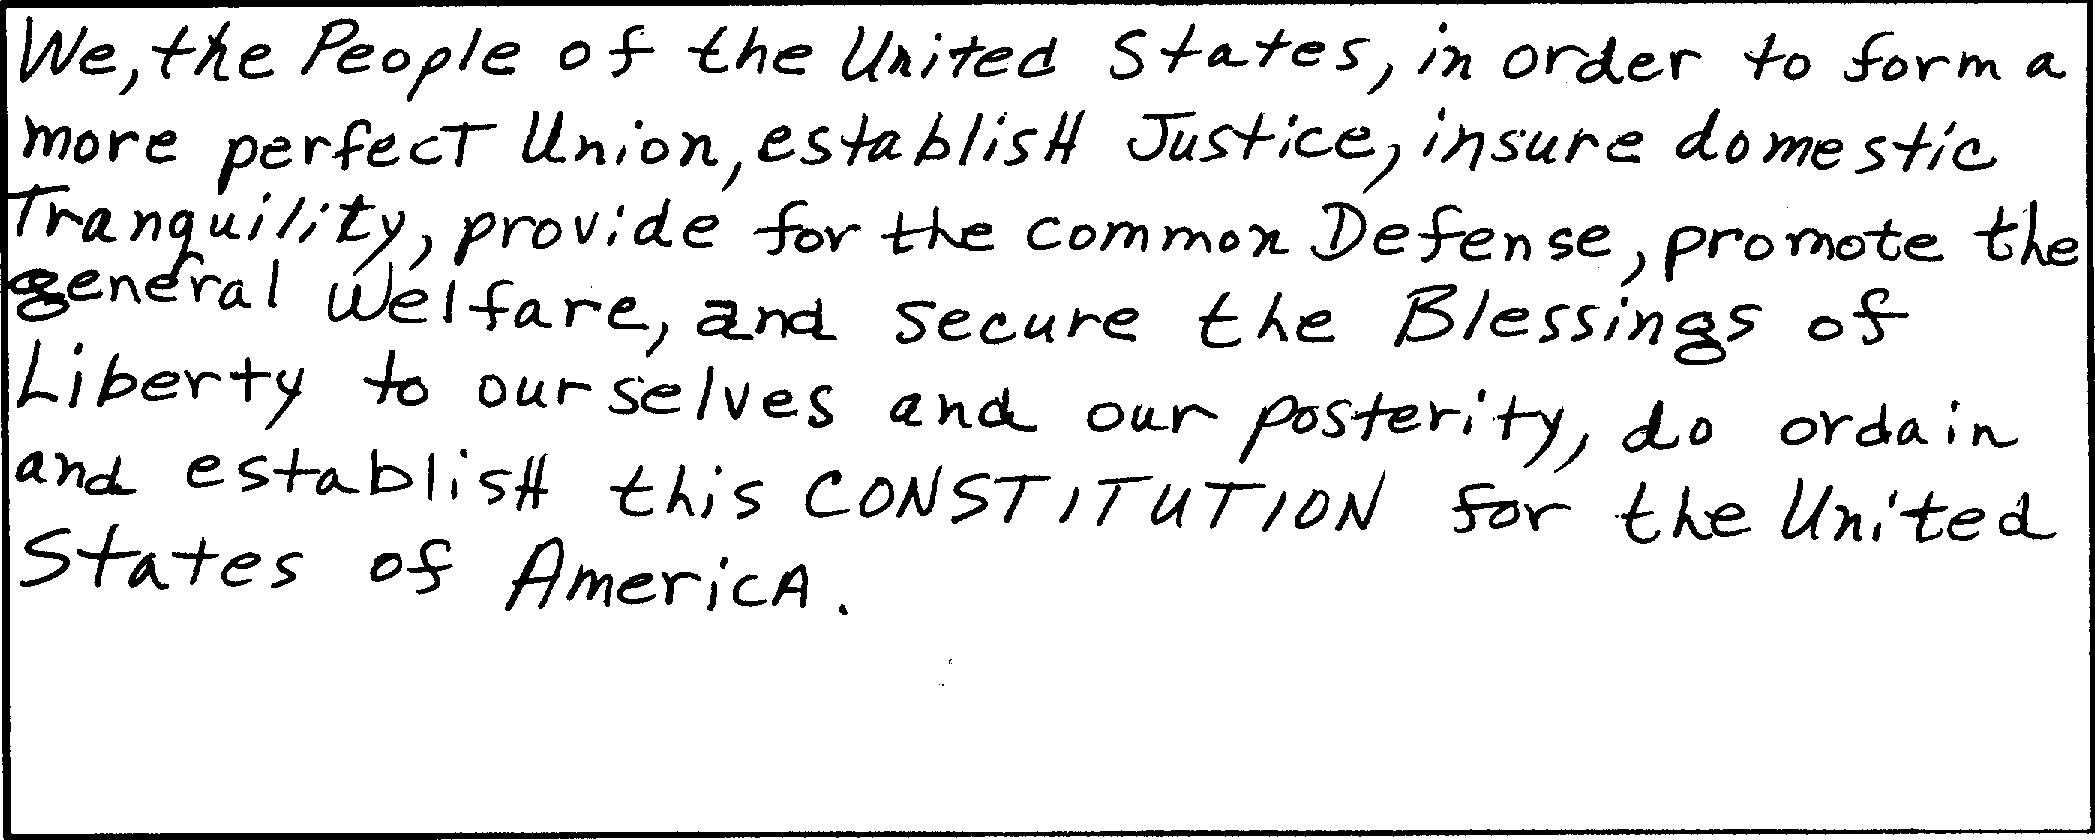 We, the People of the United States, in order to form a
more perfecT Union, establisH Justice, insure domestic
Tranquility, provide for the common Defense, promote the
general Welfare, and secure the Blessings of
Liberty to ourselves and our posterity, do ordain
and establisH this CONSTITUTION for the United
States of AmericA.